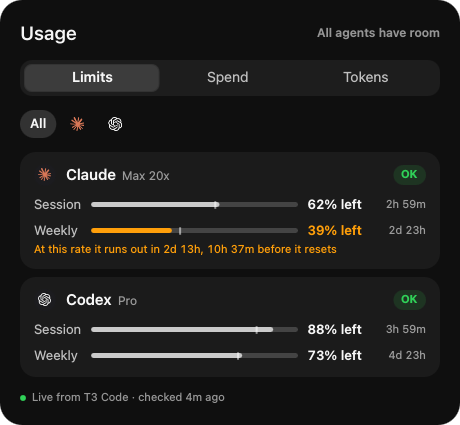 Usage
All agents have room
Limits Spend Tokens
All
Claude Max 20x OK
Session 62% left 2h 59m
Weekly 39% left 2d 23h
At this rate it runs out in 2d 13h, 10h 37m before it resets
Codex Pro OK
Session 88% left 3h 59m
Weekly 73% left 4d 23h
Live from T3 Code · checked 4m ago